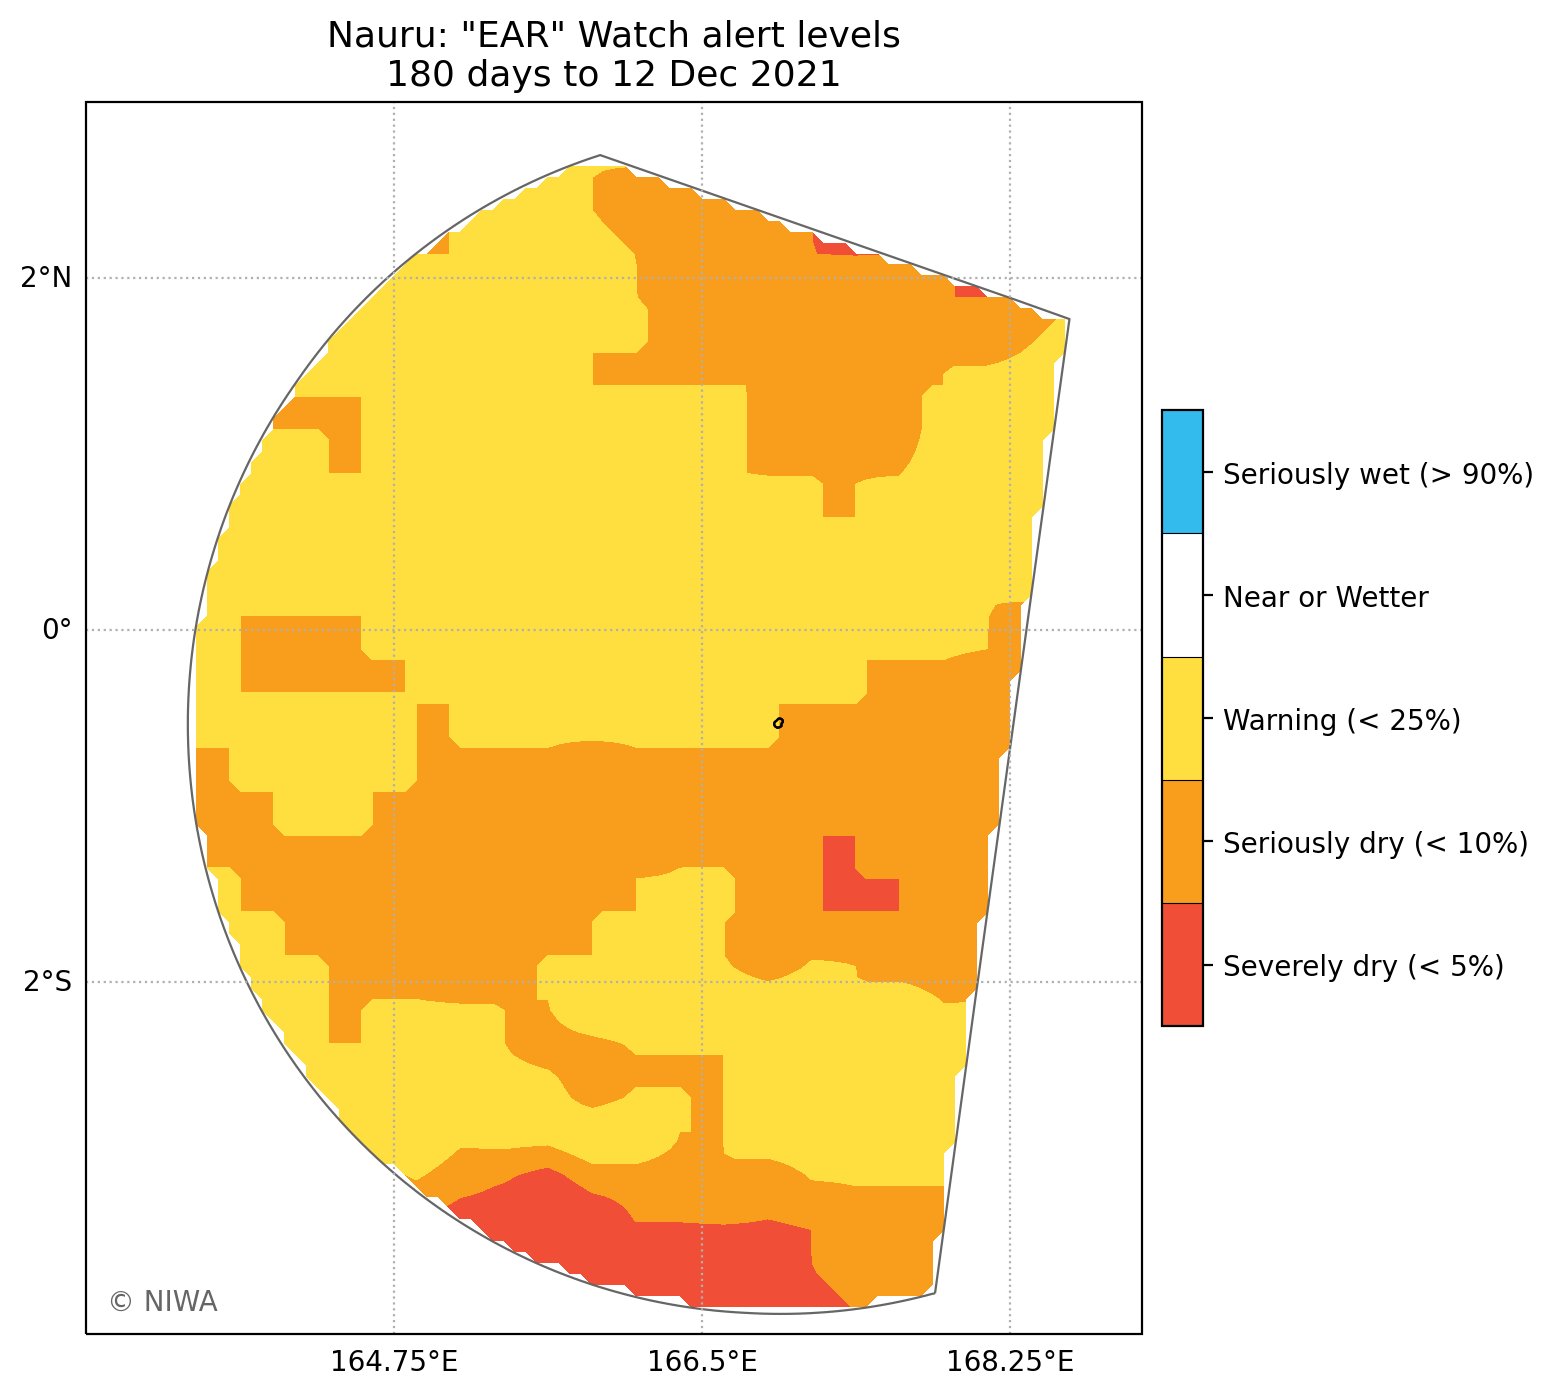 Nauru: "EAR" Watch alert levels
180 days to 12 Dec 2021
2°N
0°
2°S
164.75°E
166.5°E
168.25°E
Seriously wet (> 90%)
Near or Wetter
Warning (< 25%)
Seriously dry (< 10%)
Severely dry (< 5%)
© NIWA